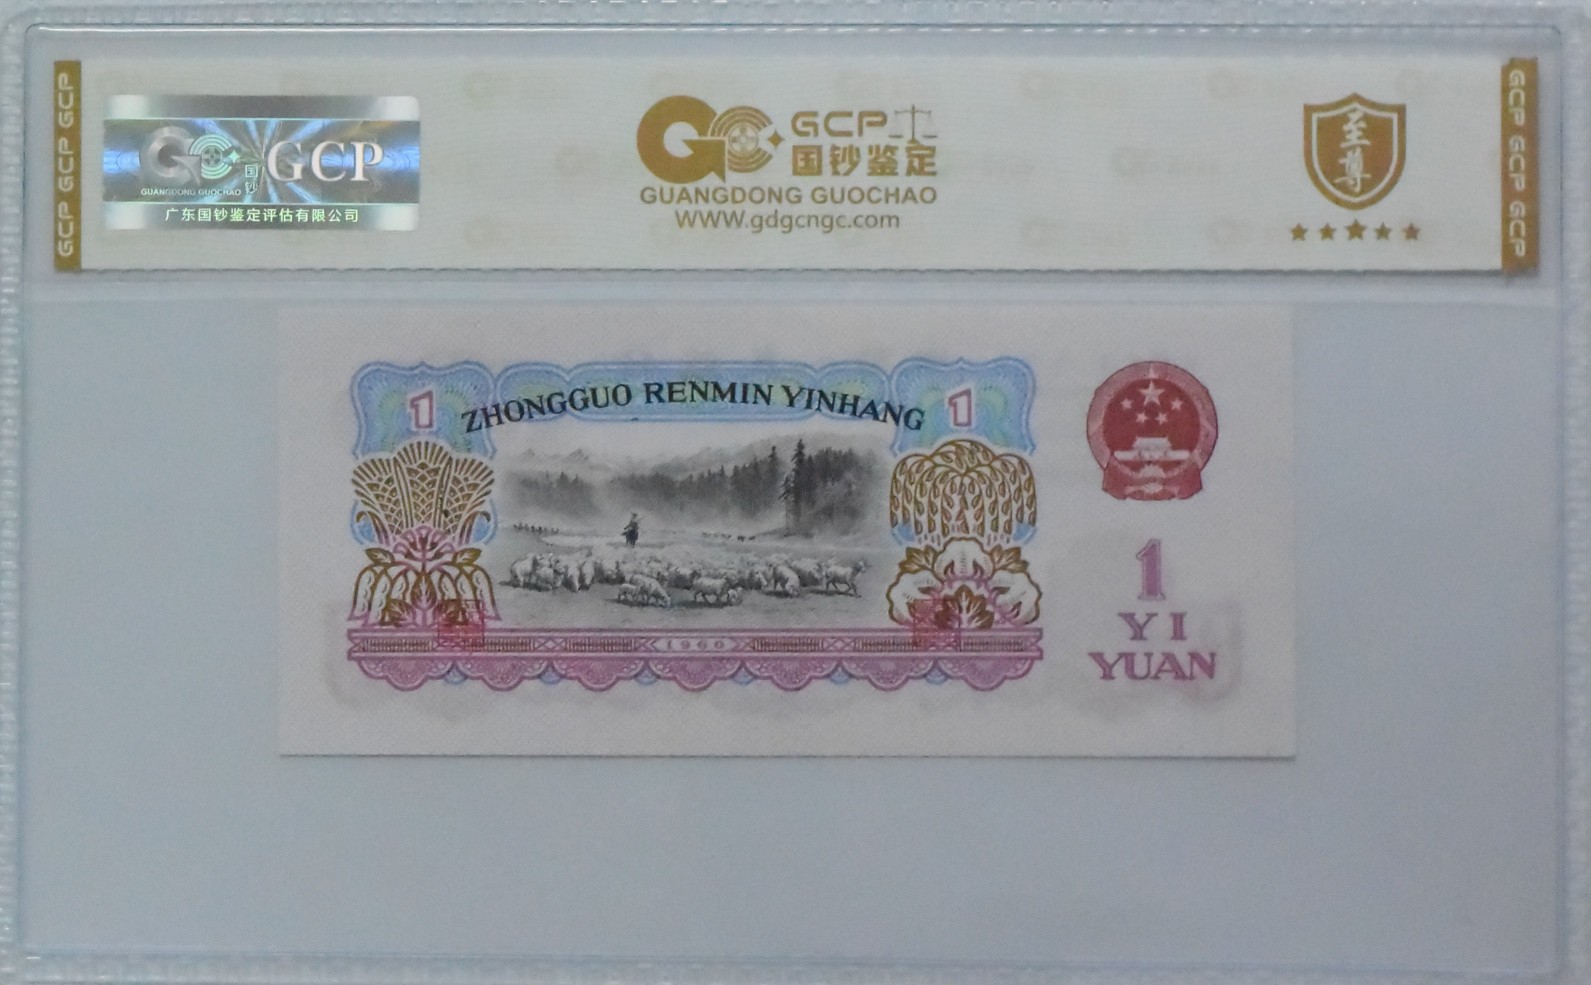 GCP GCP GCP
GUANGDONG GUOCHAO
国钞
GCP
广东国钞鉴定评估有限公司
GCP
国钞鉴定
GUANGDONG GUOCHAO
WWW.gdgcngc.com
至尊
GCP GCP GCP
1
ZHONGGUO RENMIN YINHANG
1
1960
1
YI
YUAN